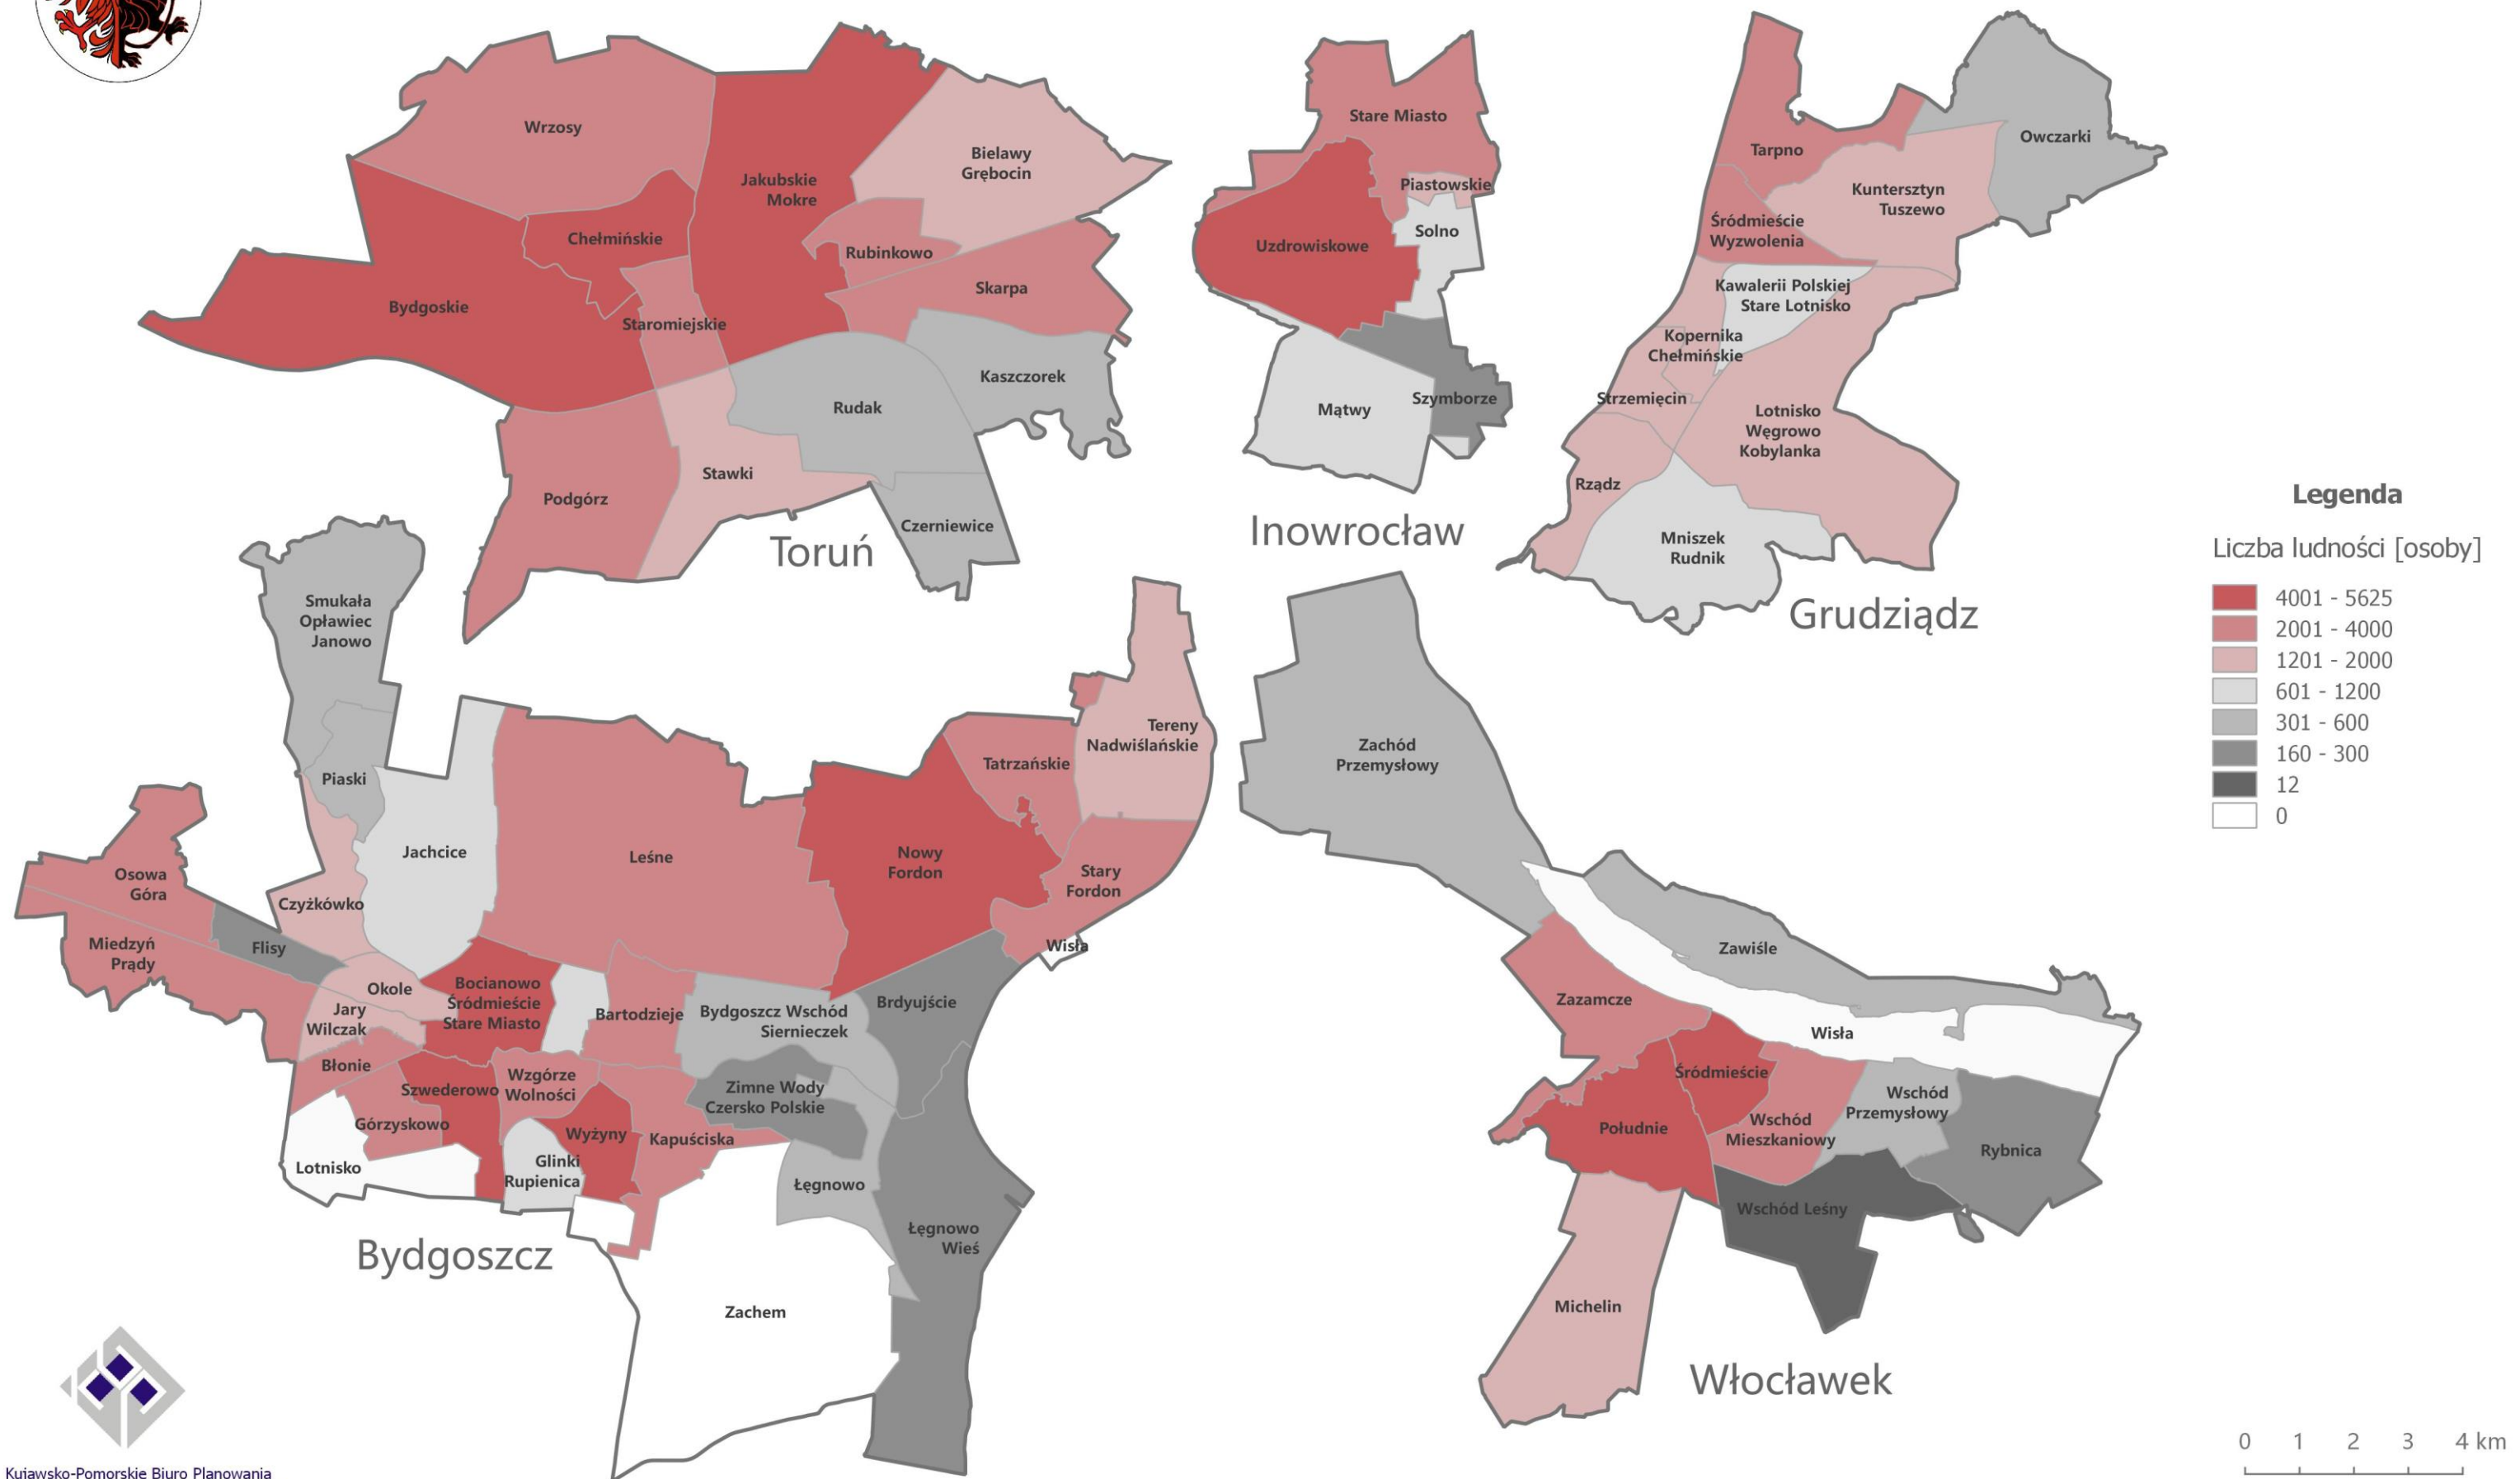 Wrzosy
Jakubskie
Mokre
Bielawy
Grębocin
Chełmińskie
Rubinkowo
Bydgoskie
Staromiejskie
Skarpa
Kaszczorek
Rudak
Stawki
Podgórz
Czerniewice
Toruń
Stare Miasto
Piastowskie
Solno
Uzdrowiskowe
Mątwy
Szymborze
Inowrocław
Tarpno
Owczarki
Kuntersztyn
Tuszewo
Śródmieście
Wyzwolenia
Kawalerii Polskiej
Stare Lotnisko
Kopernika
Chełmińskie
Strzemięcin
Lotnisko
Węgrowo
Kobylanka
Rządz
Mniszek
Rudnik
Grudziądz
Legenda
Liczba ludności [osoby]
4001 - 5625
2001 - 4000
1201 - 2000
601 - 1200
301 - 600
160 - 300
12
0
Smukała
Opławiec
Janowo
Piaski
Jachcice
Leśne
Nowy
Fordon
Tatrzańskie
Tereny
Nadwiślańskie
Stary
Fordon
Wisła
Osowa
Góra
Czyżkówko
Miedzyń
Prądy
Flisy
Okole
Jary
Wilczak
Bocianowo
Śródmieście
Stare Miasto
Bartodzieje
Bydgoszcz Wschód
Siernieczek
Brdyujście
Błonie
Szwederowo
Wzgórze
Wolności
Zimne Wody
Czersko Polskie
Górzyskowo
Wyżyny
Kapuściska
Lotnisko
Glinki
Rupienica
Łęgnowo
Łęgnowo
Wieś
Zachem
Bydgoszcz
Zachód
Przemysłowy
Zawiśle
Zazamcze
Wisła
Śródmieście
Wschód
Przemysłowy
Południe
Wschód
Mieszkaniowy
Rybnica
Wschód Leśny
Michelin
Włocławek
0 1 2 3 4 km
Kujawsko-Pomorskie Biuro Planowania